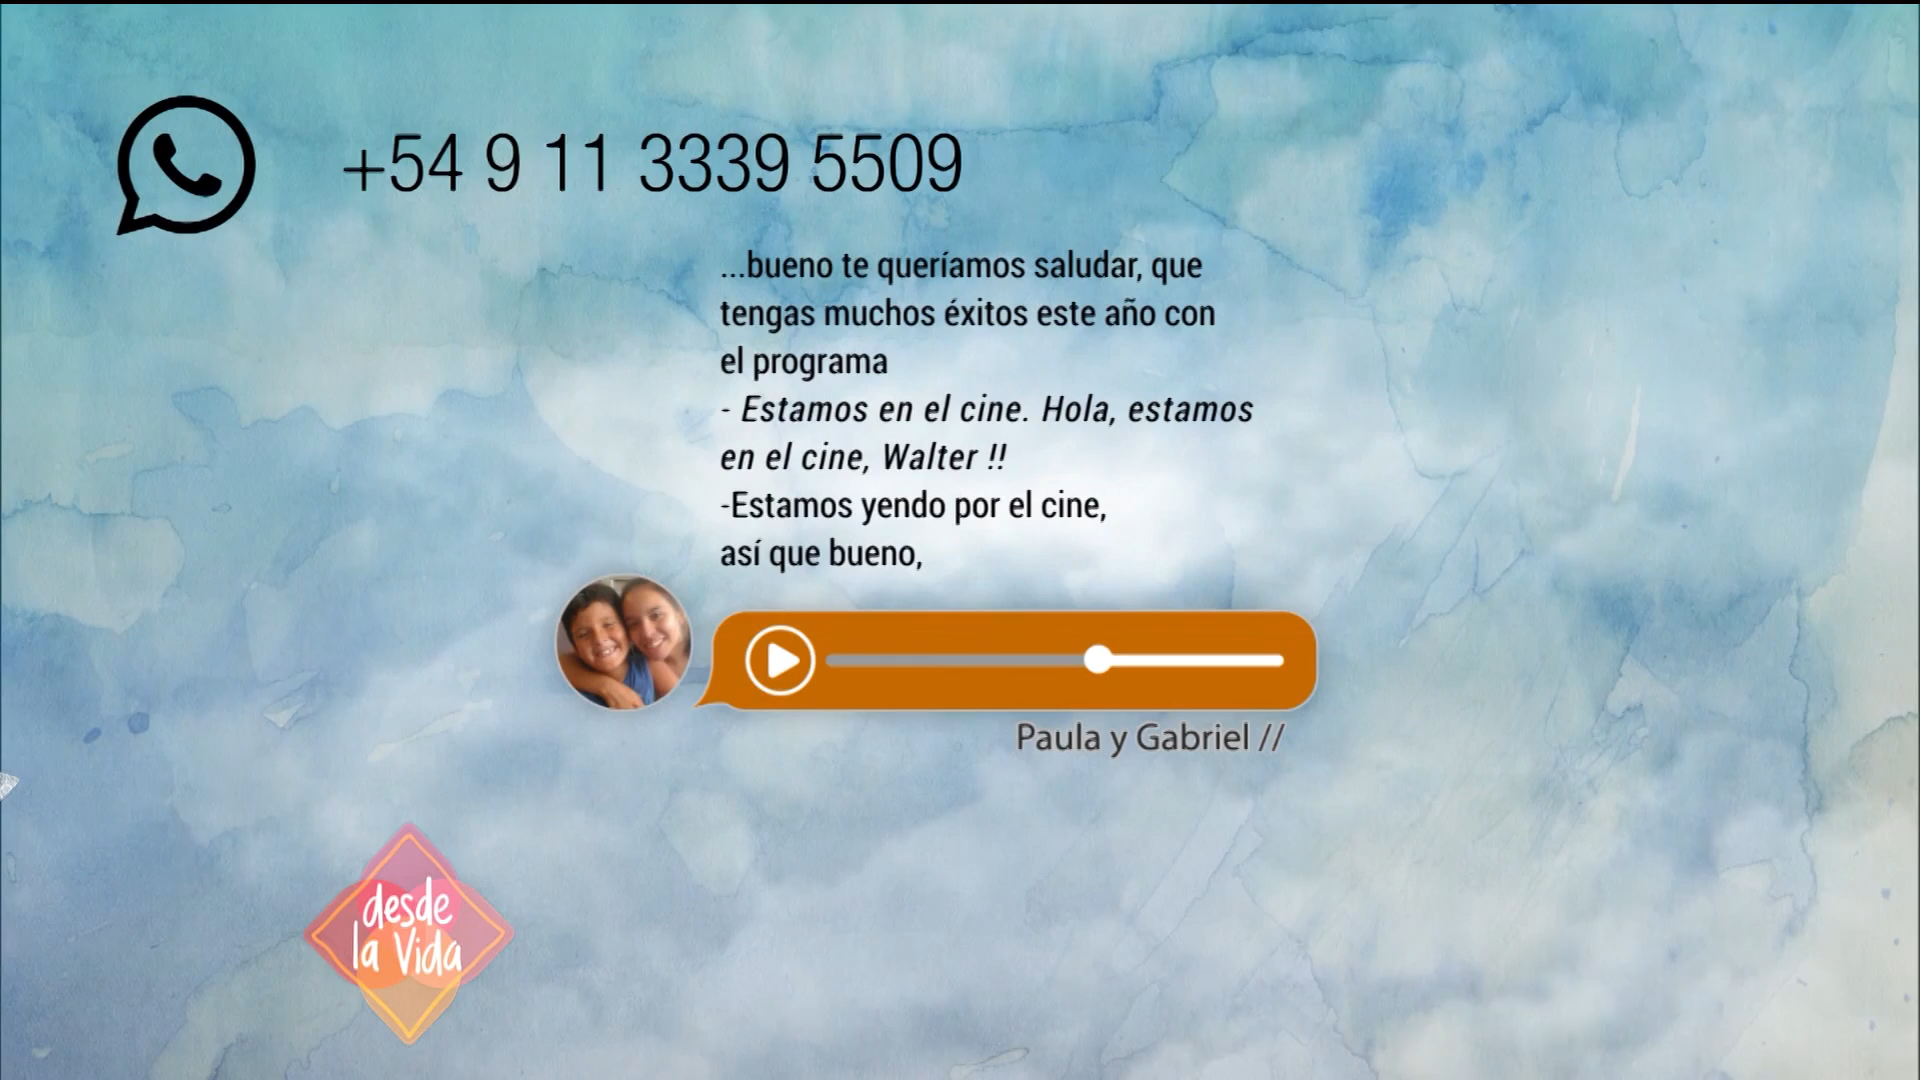 +54 9 11 3339 5509
...bueno te queríamos saludar, que
tengas muchos éxitos este año con
el programa
- Estamos en el cine. Hola, estamos
en el cine, Walter !!
-Estamos yendo por el cine,
así que bueno,
Paula y Gabriel //
desde
la Vida